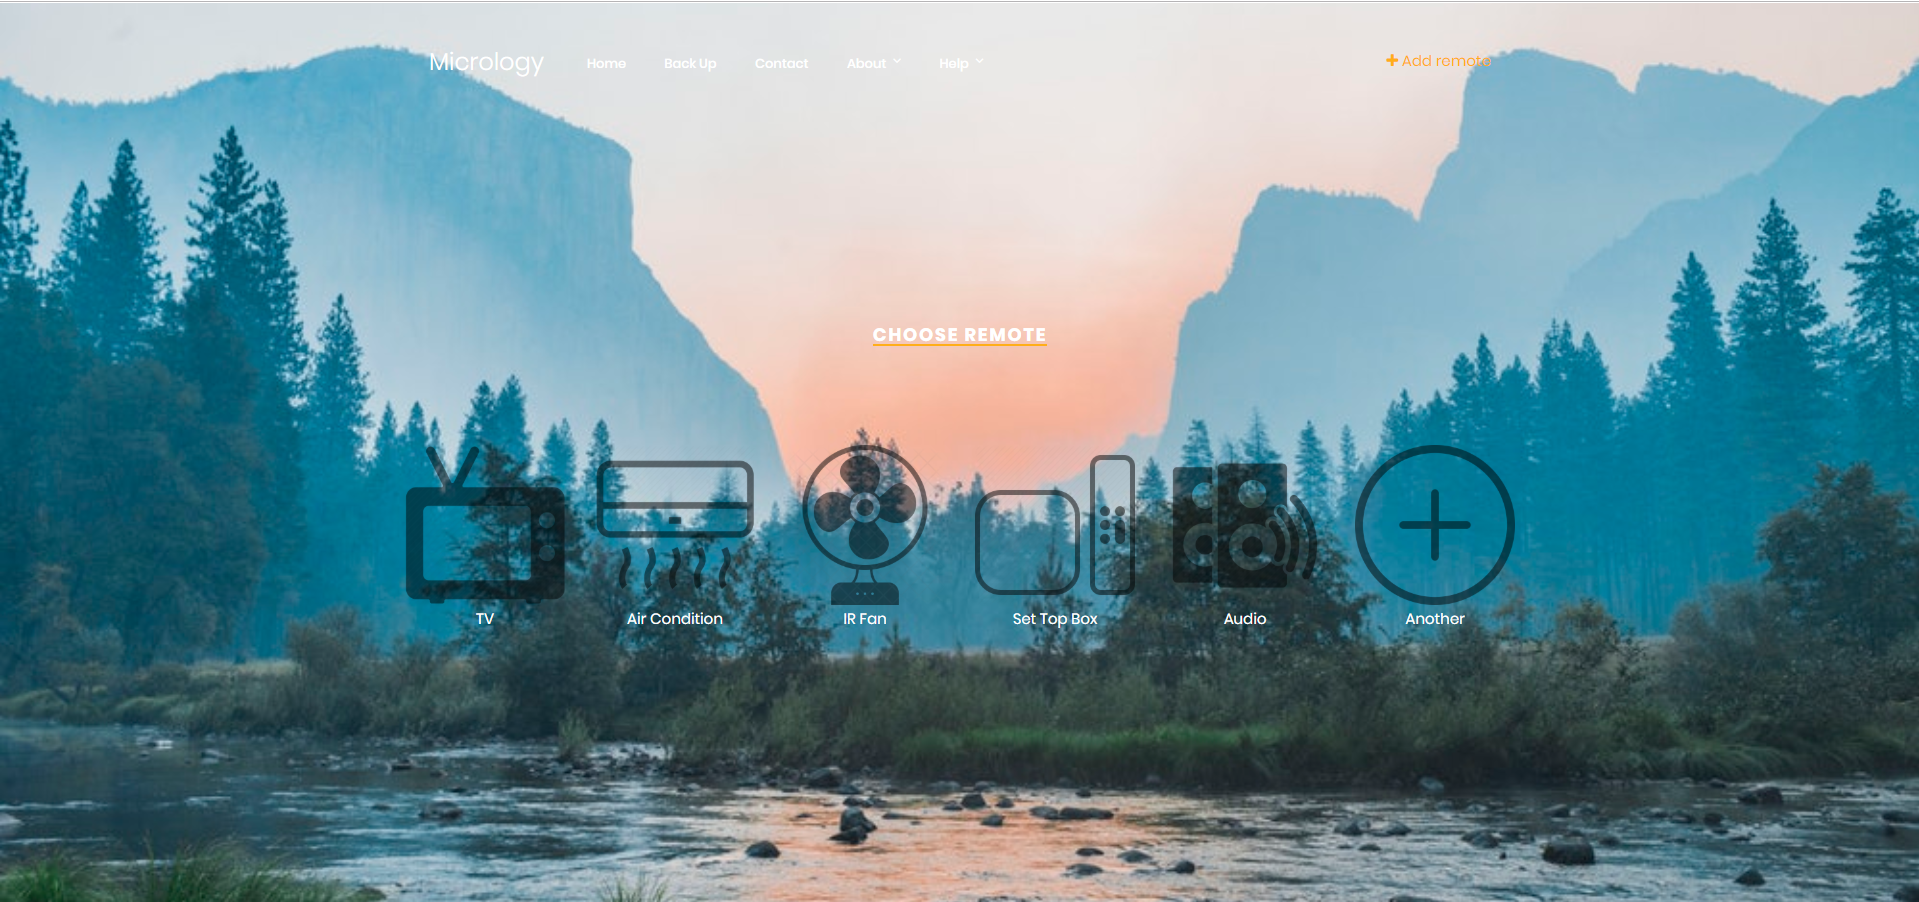 Micrology Home Back Up Contact About Help Add remote
CHOOSE REMOTE
TV Air Condition IR Fan Set Top Box Audio Another